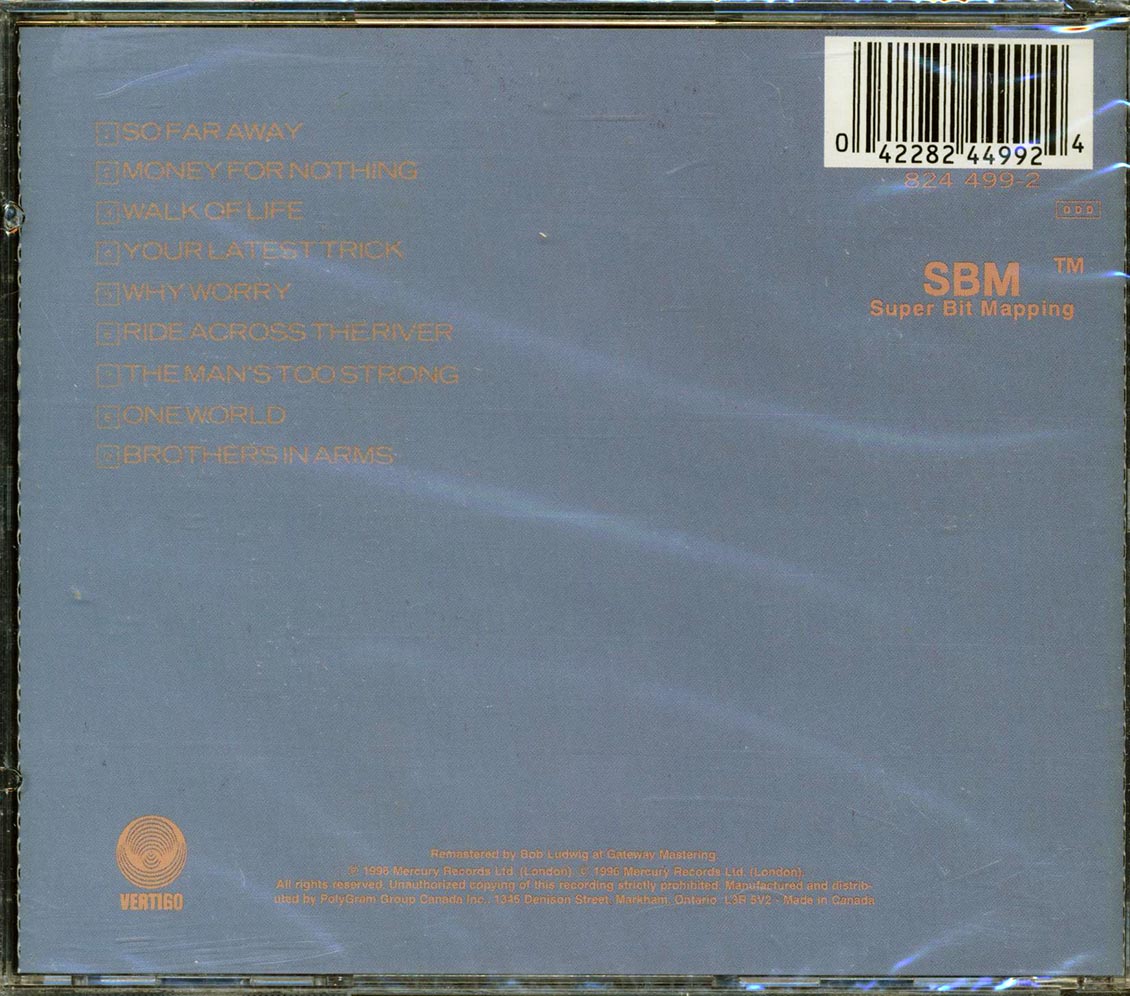 1 SO FAR AWAY
2 MONEY FOR NOTHING
3 WALK OF LIFE
4 YOUR LATEST TRICK
5 WHY WORRY
6 RIDE ACROSS THE RIVER
7 THE MAN'S TOO STRONG
8 ONE WORLD
9 BROTHERS IN ARMS
0 42282 44992 4
824 499-2
DDD
SBM TM
Super Bit Mapping
VERTIGO
Remastered by Bob Ludwig at Gateway Mastering
℗ 1996 Mercury Records Ltd. (London). © 1996 Mercury Records Ltd. (London).
All rights reserved. Unauthorized copying of this recording strictly prohibited. Manufactured and distrib-
uted by PolyGram Group Canada Inc., 1345 Denison Street, Markham, Ontario, L3R 5V2 - Made in Canada